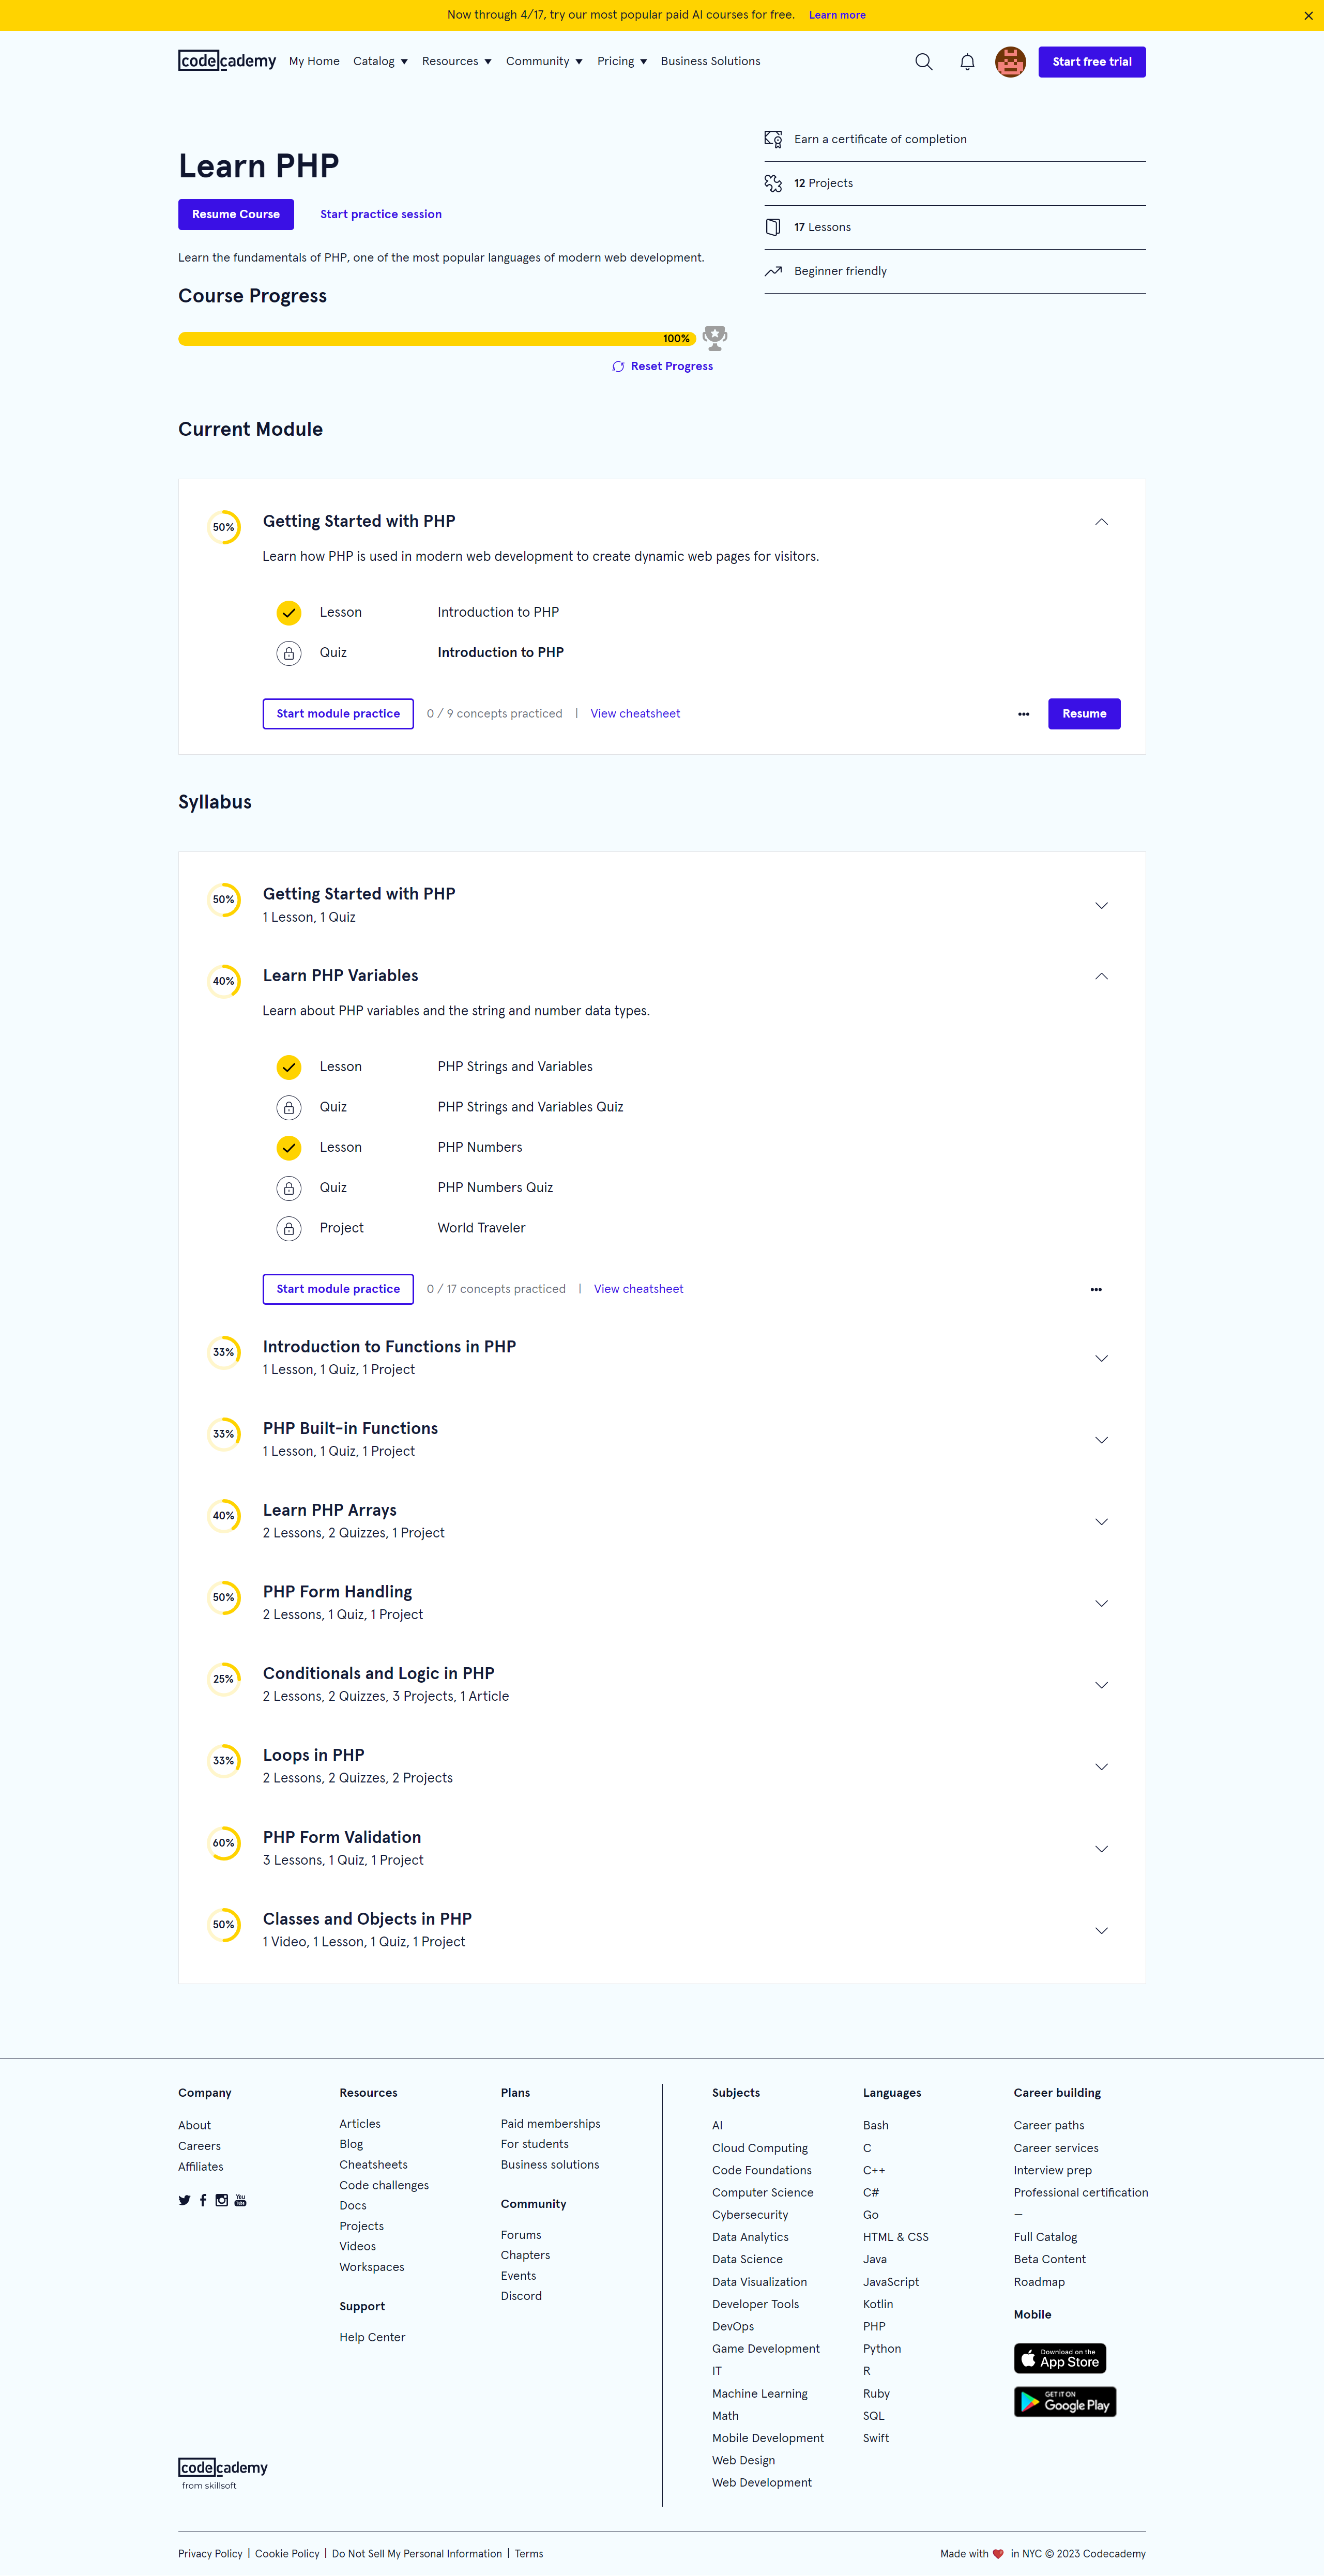 Now through 4/17, try our most popular paid AI courses for free. Learn more
codecademy My Home Catalog Resources Community Pricing Business Solutions Start free trial
Learn PHP
Resume Course Start practice session
Learn the fundamentals of PHP, one of the most popular languages of modern web development.
Earn a certificate of completion
12 Projects
17 Lessons
Beginner friendly
Course Progress
100%
Reset Progress
Current Module
50% Getting Started with PHP
Learn how PHP is used in modern web development to create dynamic web pages for visitors.
Lesson Introduction to PHP
Quiz Introduction to PHP
Start module practice 0 / 9 concepts practiced | View cheatsheet ••• Resume
Syllabus
50% Getting Started with PHP
1 Lesson, 1 Quiz
40% Learn PHP Variables
Learn about PHP variables and the string and number data types.
Lesson PHP Strings and Variables
Quiz PHP Strings and Variables Quiz
Lesson PHP Numbers
Quiz PHP Numbers Quiz
Project World Traveler
Start module practice 0 / 17 concepts practiced | View cheatsheet •••
33% Introduction to Functions in PHP
1 Lesson, 1 Quiz, 1 Project
33% PHP Built-in Functions
1 Lesson, 1 Quiz, 1 Project
40% Learn PHP Arrays
2 Lessons, 2 Quizzes, 1 Project
50% PHP Form Handling
2 Lessons, 1 Quiz, 1 Project
25% Conditionals and Logic in PHP
2 Lessons, 2 Quizzes, 3 Projects, 1 Article
33% Loops in PHP
2 Lessons, 2 Quizzes, 2 Projects
60% PHP Form Validation
3 Lessons, 1 Quiz, 1 Project
50% Classes and Objects in PHP
1 Video, 1 Lesson, 1 Quiz, 1 Project
Company
About
Careers
Affiliates
You Tube
Resources
Articles
Blog
Cheatsheets
Code challenges
Docs
Projects
Videos
Workspaces
Support
Help Center
Plans
Paid memberships
For students
Business solutions
Community
Forums
Chapters
Events
Discord
codecademy
from skillsoft
Subjects
AI
Cloud Computing
Code Foundations
Computer Science
Cybersecurity
Data Analytics
Data Science
Data Visualization
Developer Tools
DevOps
Game Development
IT
Machine Learning
Math
Mobile Development
Web Design
Web Development
Languages
Bash
C
C++
C#
Go
HTML & CSS
Java
JavaScript
Kotlin
PHP
Python
R
Ruby
SQL
Swift
Career building
Career paths
Career services
Interview prep
Professional certification
—
Full Catalog
Beta Content
Roadmap
Mobile
Download on the
App Store
GET IT ON
Google Play
Privacy Policy | Cookie Policy | Do Not Sell My Personal Information | Terms
Made with ❤ in NYC © 2023 Codecademy